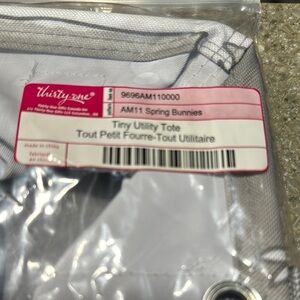 thirty-one
9696AM110000
AM11 Spring Bunnies
Tiny Utility Tote
Tout Petit Fourre-Tout Utilitaire
made in china